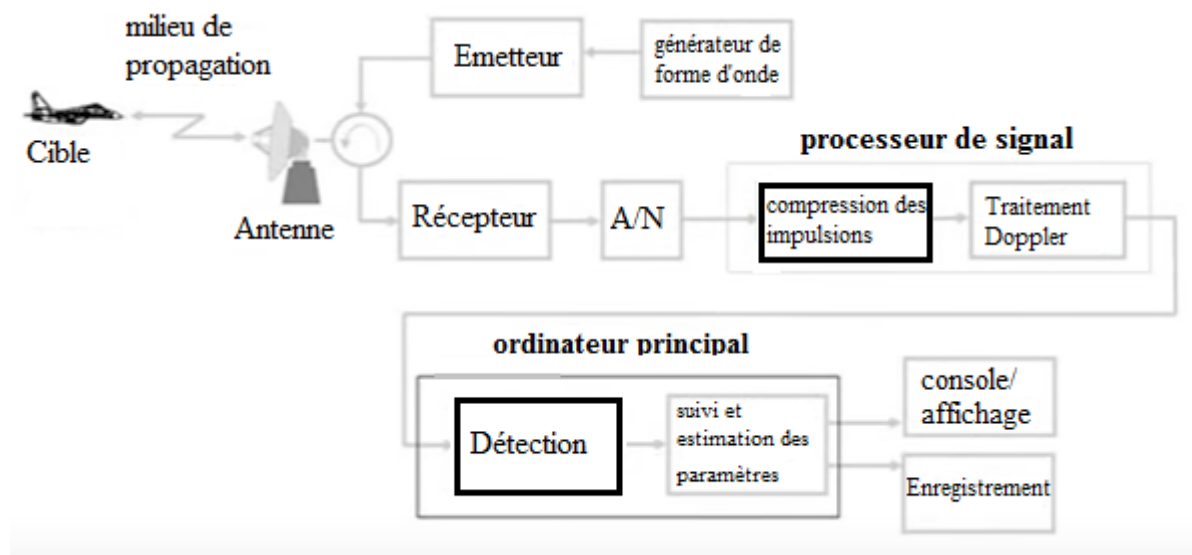 milieu de
propagation
Emetteur
générateur de
forme d'onde
Cible
processeur de signal
Antenne
Récepteur
A/N
compression des
impulsions
Traitement
Doppler
ordinateur principal
Détection
suivi et
estimation des
paramètres
console/
affichage
Enregistrement